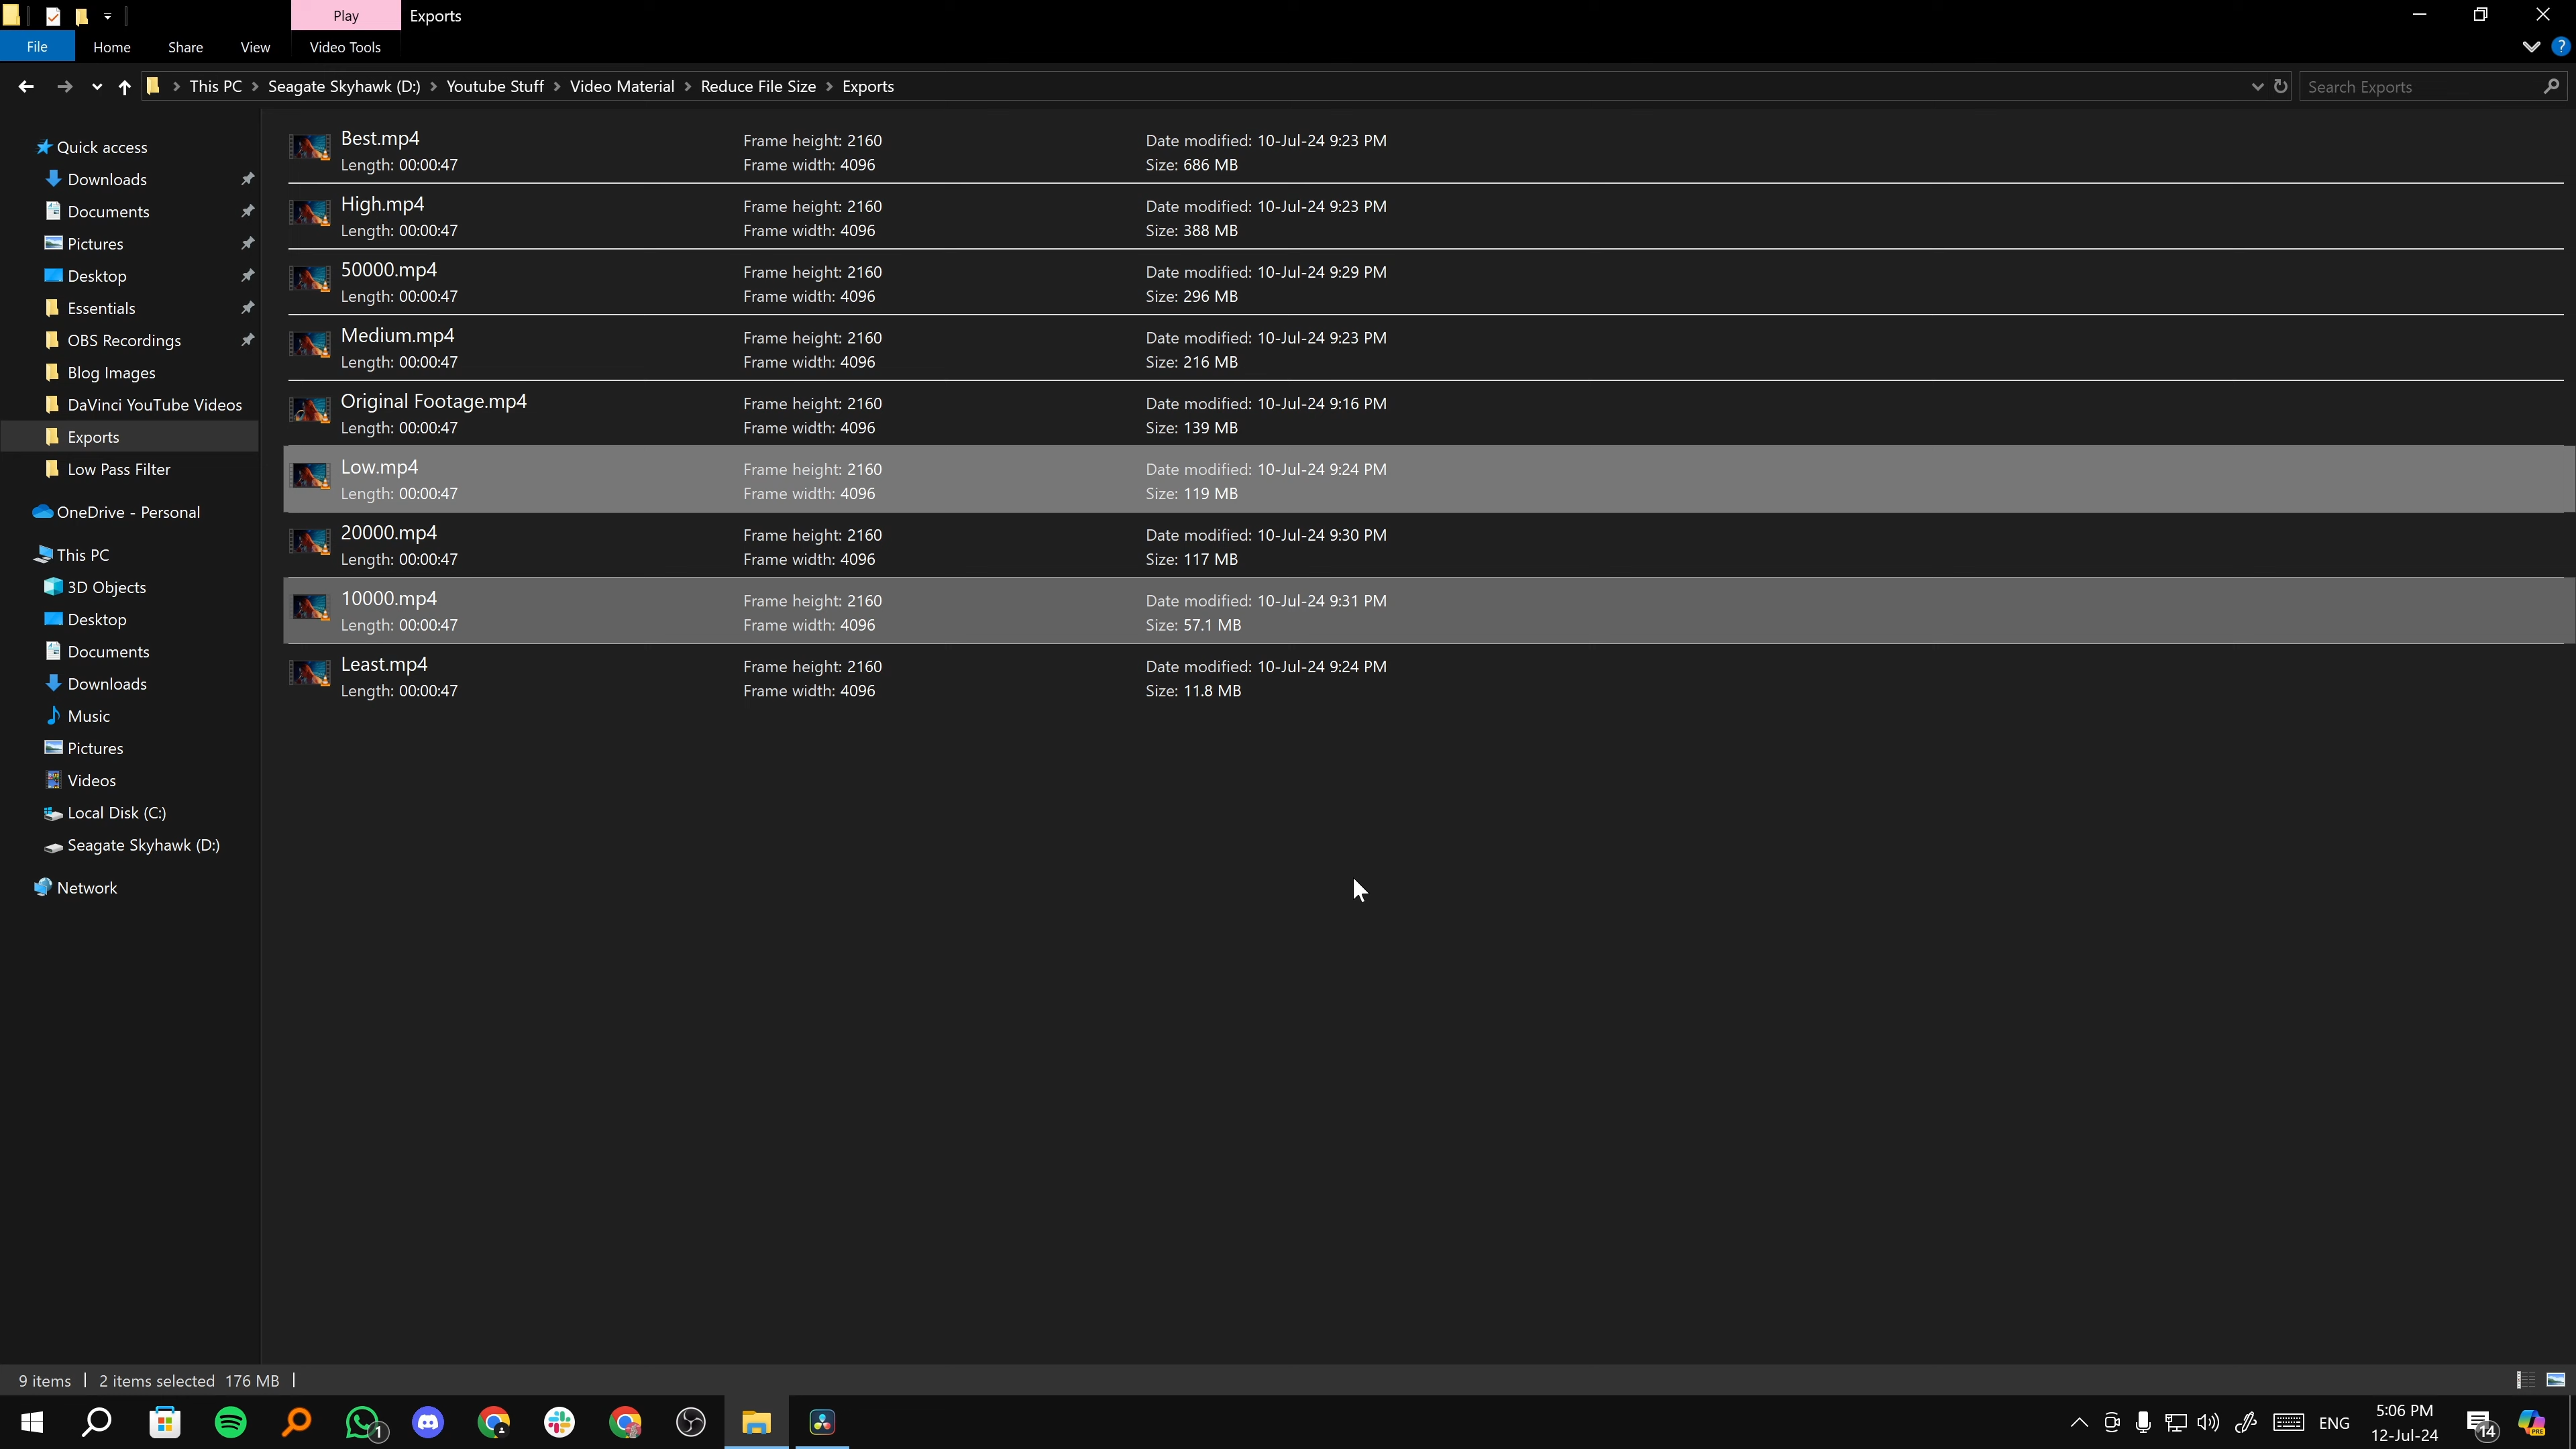 Play
Exports
File
Home
Share
View
Video Tools
This PC
Seagate Skyhawk (D:)
Youtube Stuff
Video Material
Reduce File Size
Exports
Search Exports
Quick access
Downloads
Documents
Pictures
Desktop
Essentials
OBS Recordings
Blog Images
DaVinci YouTube Videos
Exports
Low Pass Filter
OneDrive - Personal
This PC
3D Objects
Desktop
Documents
Downloads
Music
Pictures
Videos
Local Disk (C:)
Seagate Skyhawk (D:)
Network
Best.mp4 Frame height: 2160 Date modified: 10-Jul-24 9:23 PM
Length: 00:00:47 Frame width: 4096 Size: 686 MB
High.mp4 Frame height: 2160 Date modified: 10-Jul-24 9:23 PM
Length: 00:00:47 Frame width: 4096 Size: 388 MB
50000.mp4 Frame height: 2160 Date modified: 10-Jul-24 9:29 PM
Length: 00:00:47 Frame width: 4096 Size: 296 MB
Medium.mp4 Frame height: 2160 Date modified: 10-Jul-24 9:23 PM
Length: 00:00:47 Frame width: 4096 Size: 216 MB
Original Footage.mp4 Frame height: 2160 Date modified: 10-Jul-24 9:16 PM
Length: 00:00:47 Frame width: 4096 Size: 139 MB
Low.mp4 Frame height: 2160 Date modified: 10-Jul-24 9:24 PM
Length: 00:00:47 Frame width: 4096 Size: 119 MB
20000.mp4 Frame height: 2160 Date modified: 10-Jul-24 9:30 PM
Length: 00:00:47 Frame width: 4096 Size: 117 MB
10000.mp4 Frame height: 2160 Date modified: 10-Jul-24 9:31 PM
Length: 00:00:47 Frame width: 4096 Size: 57.1 MB
Least.mp4 Frame height: 2160 Date modified: 10-Jul-24 9:24 PM
Length: 00:00:47 Frame width: 4096 Size: 11.8 MB
9 items 2 items selected 176 MB
1
ENG
5:06 PM
12-Jul-24
14
PRE